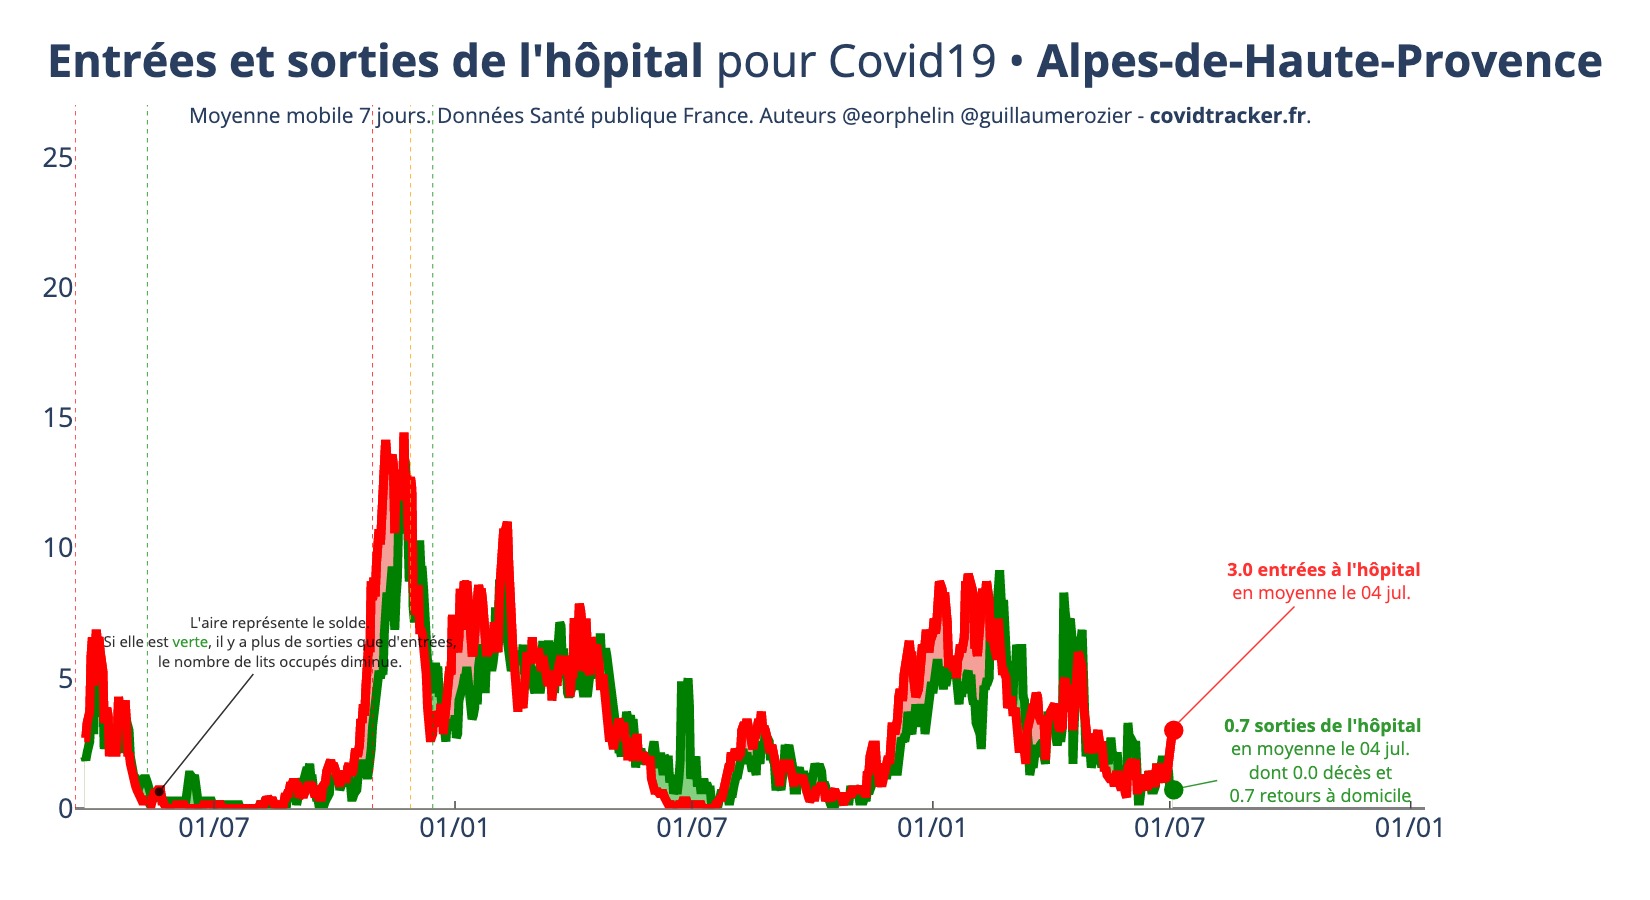 Entrées et sorties de l'hôpital pour Covid19 • Alpes-de-Haute-Provence
Moyenne mobile 7 jours. Données Santé publique France. Auteurs @eorphelin @guillaumerozier - covidtracker.fr.
25
20
15
10
5
0
L'aire représente le solde.
Si elle est verte, il y a plus de sorties que d'entrées,
le nombre de lits occupés diminue.
3.0 entrées à l'hôpital
en moyenne le 04 jul.
0.7 sorties de l'hôpital
en moyenne le 04 jul.
dont 0.0 décès et
0.7 retours à domicile
01/07
01/01
01/07
01/01
01/07
01/01